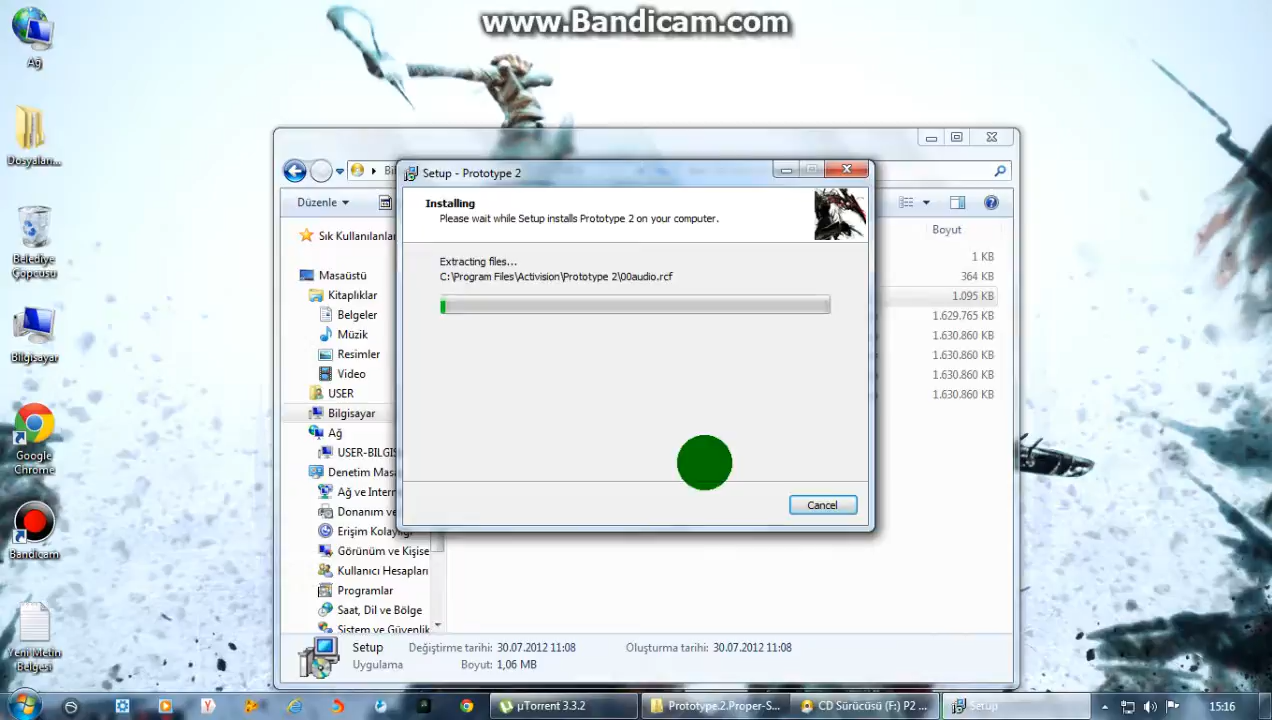 www.Bandicam.com
Ağ
Dosyaları...
Belediye
Çöpcusu
Bilgisayar
Google
Chrome
Bandicam
Yeni Metin
Belgesi
Setup - Prototype 2
Installing
Please wait while Setup installs Prototype 2 on your computer.
Extracting files...
C:\Program Files\Activision\Prototype 2\00audio.rcf
Cancel
Düzenle
Sık Kullanılanlar
Masaüstü
Kitaplıklar
Belgeler
Müzik
Resimler
Video
USER
Bilgisayar
Ağ
USER-BILGIS
Denetim Mas
Ağ ve Intern
Donanım ve
Erişim Kolaylığı
Görünüm ve Kişise
Kullanıcı Hesapları
Programlar
Saat, Dil ve Bölge
Sistem ve Güvenlik
Boyut
1 KB
364 KB
1.095 KB
1.629.765 KB
1.630.860 KB
1.630.860 KB
1.630.860 KB
1.630.860 KB
Setup
Değiştirme tarihi: 30.07.2012 11:08
Oluşturma tarihi: 30.07.2012 11:08
Uygulama
Boyut: 1,06 MB
µTorrent 3.3.2
Prototype.2.Proper-S...
CD Sürücüsü (F:) P2 ...
Setup
15:16